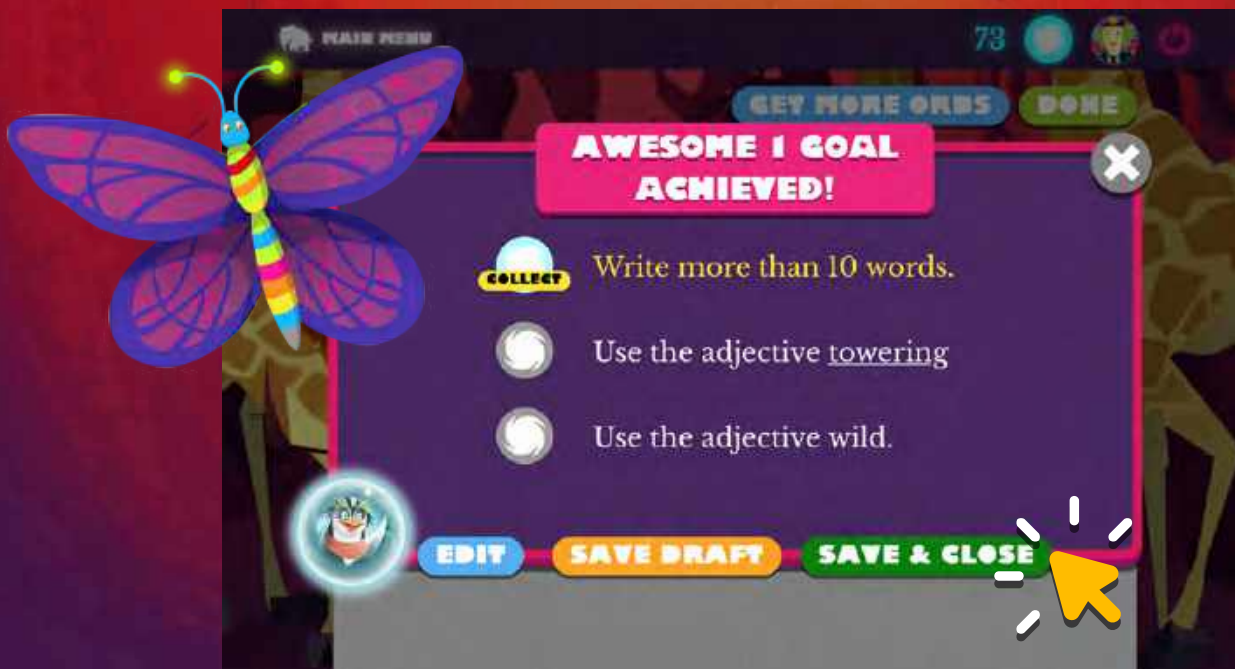 MAIN MENU
73
GET MORE ORBS
DONE
AWESOME 1 GOAL
ACHIEVED!
COLLECT
Write more than 10 words.
Use the adjective towering
Use the adjective wild.
EDIT
SAVE DRAFT
SAVE & CLOSE